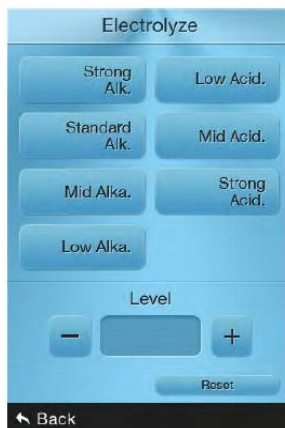 Electrolyze
Strong
Alk.
Low Acid.
Standard
Alk.
Mid Acid.
Mid Alka.
Strong
Acid.
Low Alka.
Level
−
+
Reset
Back